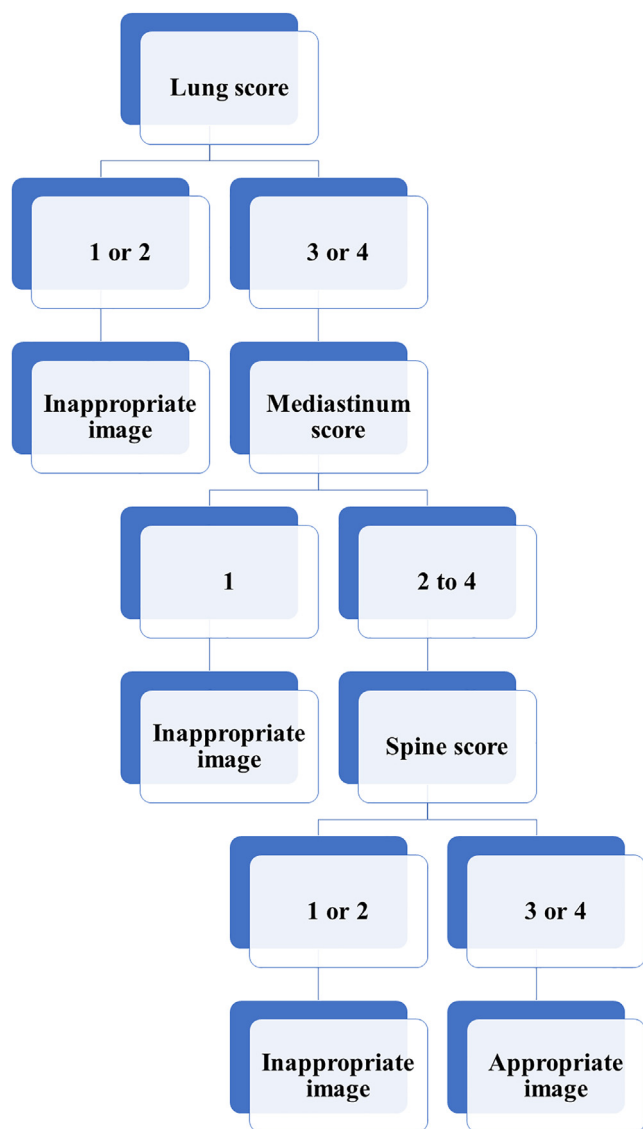 Lung score
1 or 2
3 or 4
Inappropriate
image
Mediastinum
score
1
2 to 4
Inappropriate
image
Spine score
1 or 2
3 or 4
Inappropriate
image
Appropriate
image